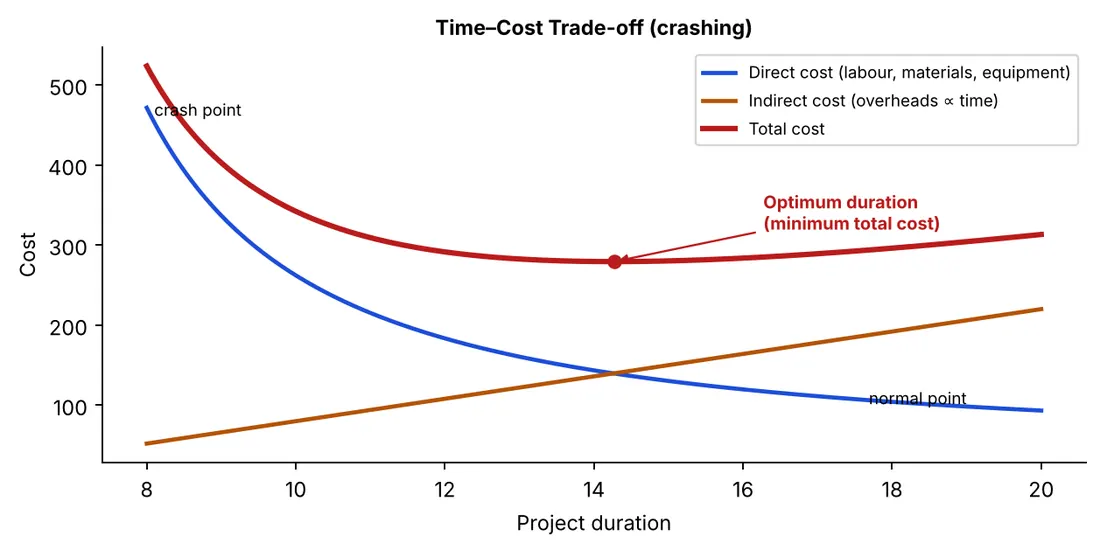 Time–Cost Trade-off (crashing)
Direct cost (labour, materials, equipment)
Indirect cost (overheads ∝ time)
Total cost
500
400
300
200
100
Cost
crash point
Optimum duration
(minimum total cost)
normal point
8 10 12 14 16 18 20
Project duration